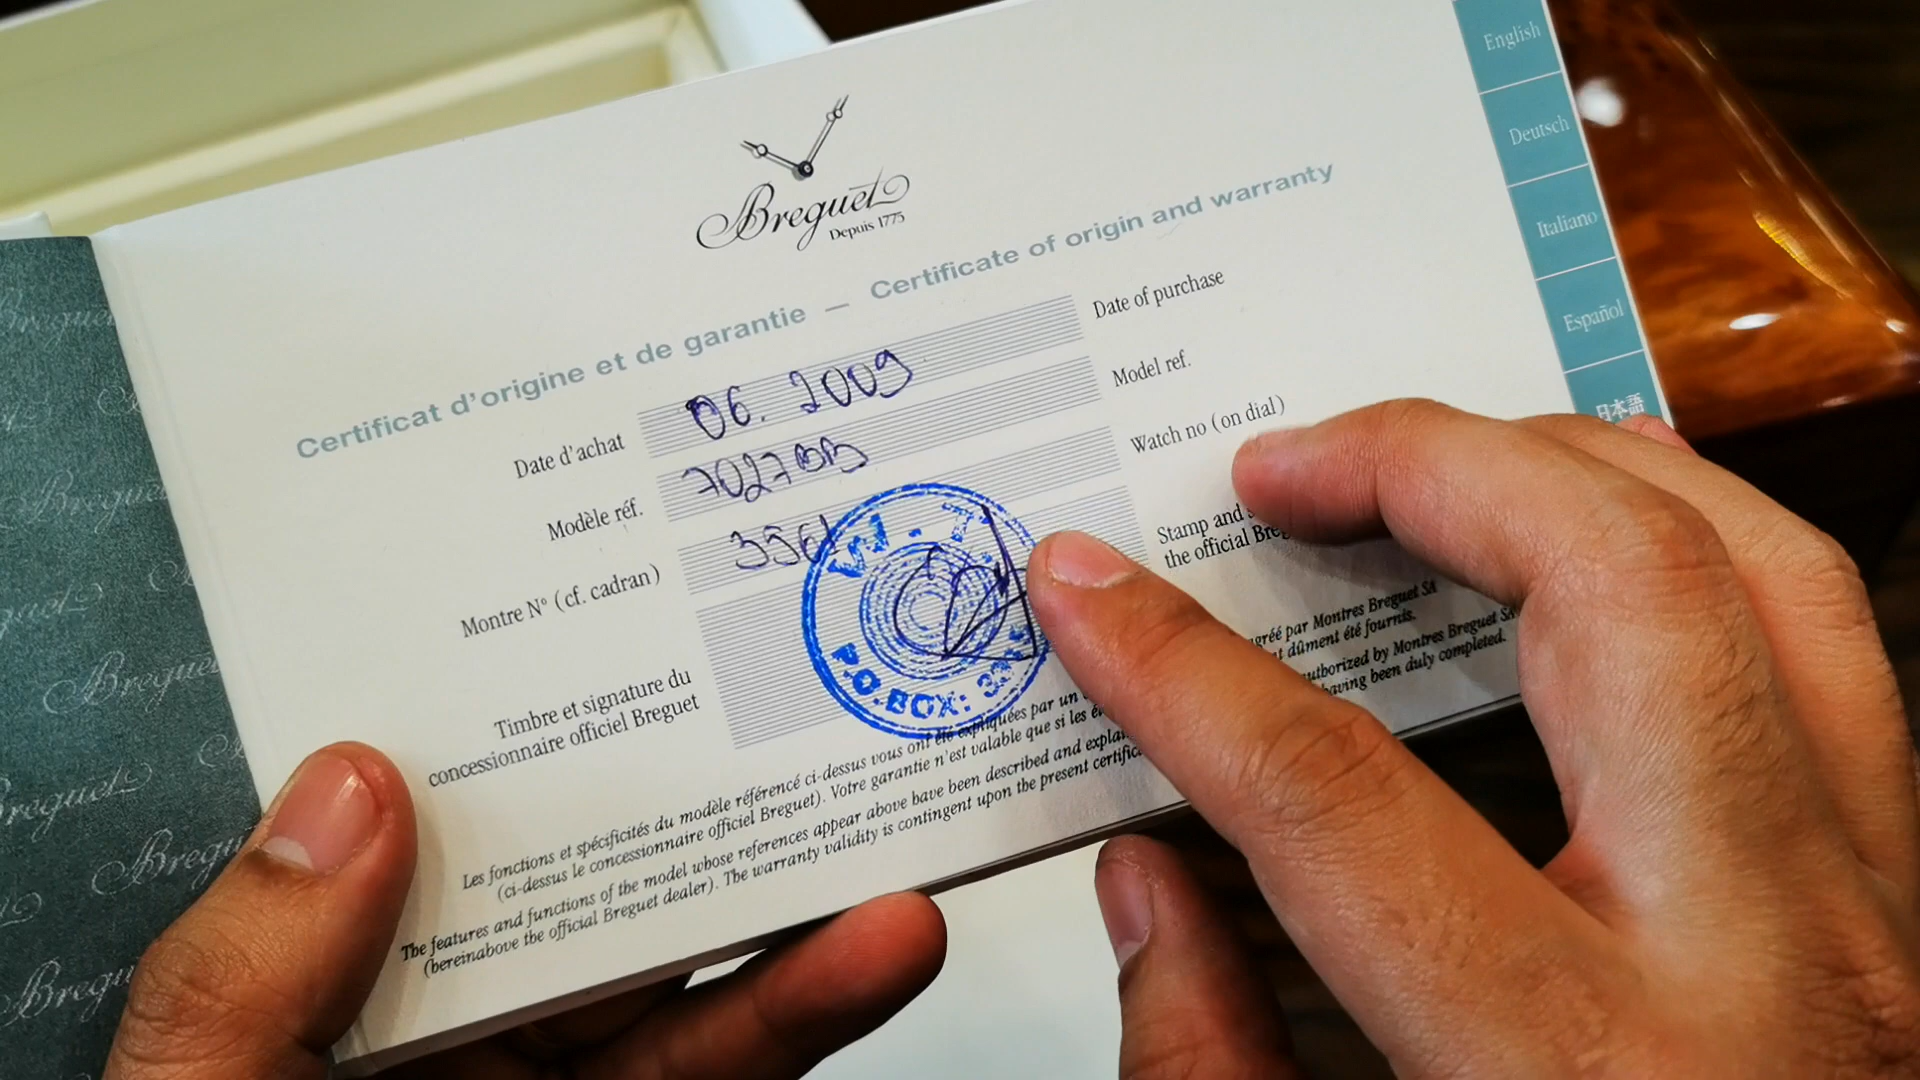 Breguet
Depuis 1775
Certificat d'origine et de garantie — Certificate of origin and warranty
Date d'achat 06. 2009 Date of purchase
Modèle réf. 7027BB Model ref.
Montre N° (cf. cadran) 3561 Watch no (on dial)
Timbre et signature du
concessionnaire officiel Breguet
Stamp and
the official
W.T.
P.O.BOX:
Les fonctions et spécificités du modèle référencé ci-dessus vous ont été expliquées par un
agréé par Montres Breguet SA
(ci-dessus le concessionnaire officiel Breguet). Votre garantie n'est valable que si les
dûment été fournis.
The features and functions of the model whose references appear above have been described and
authorized by Montres Breguet SA
(hereinabove the official Breguet dealer). The warranty validity is contingent upon the present
having been duly completed.
English
Deutsch
Italiano
Español
日本語
Breguet
Breguet
Breguet